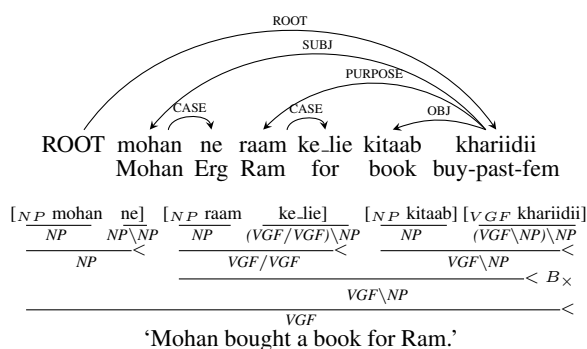 ROOT
SUBJ
PURPOSE
CASE CASE OBJ
ROOT mohan ne raam ke_lie kitaab khariidii
Mohan Erg Ram for book buy-past-fem
[NP mohan ne] [NP raam ke_lie] [NP kitaab] [VGF khariidii]
NP NP\NP NP (VGF/VGF)\NP NP (VGF\NP)\NP
< < <
NP VGF/VGF VGF\NP
< B×
VGF\NP
<
VGF
‘Mohan bought a book for Ram.’